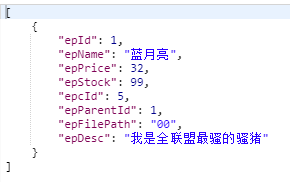 [
    {
        "epId": 1,
        "epName": "蓝月亮",
        "epPrice": 32,
        "epStock": 99,
        "epcId": 5,
        "epParentId": 1,
        "epFilePath": "00",
        "epDesc": "我是全联盟最骚的骚猪"
    }
]